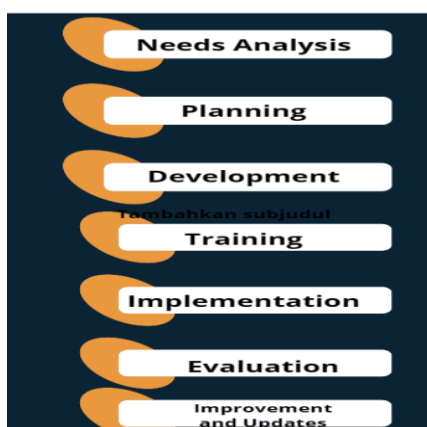 Needs Analysis
Planning
Development
Tambahkan subjudul
Training
Implementation
Evaluation
Improvement
and Updates